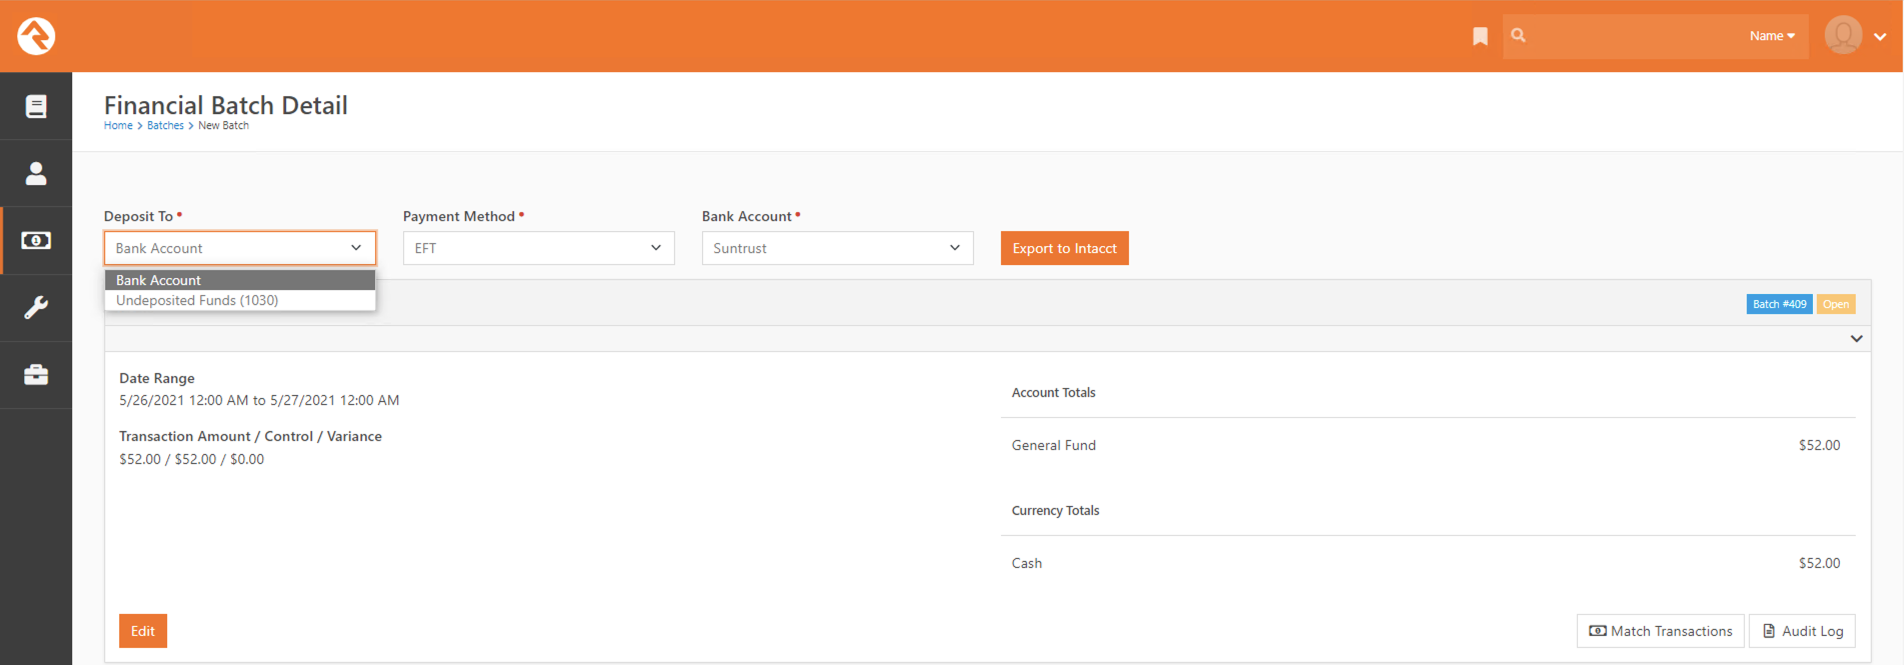 Name
Financial Batch Detail
Home > Batches > New Batch
Deposit To •
Payment Method •
Bank Account •
Bank Account
EFT
Suntrust
Export to Intacct
Bank Account
Undeposited Funds (1030)
Batch #409
Open
Date Range
5/26/2021 12:00 AM to 5/27/2021 12:00 AM
Transaction Amount / Control / Variance
$52.00 / $52.00 / $0.00
Account Totals
General Fund $52.00
Currency Totals
Cash $52.00
Edit
Match Transactions
Audit Log